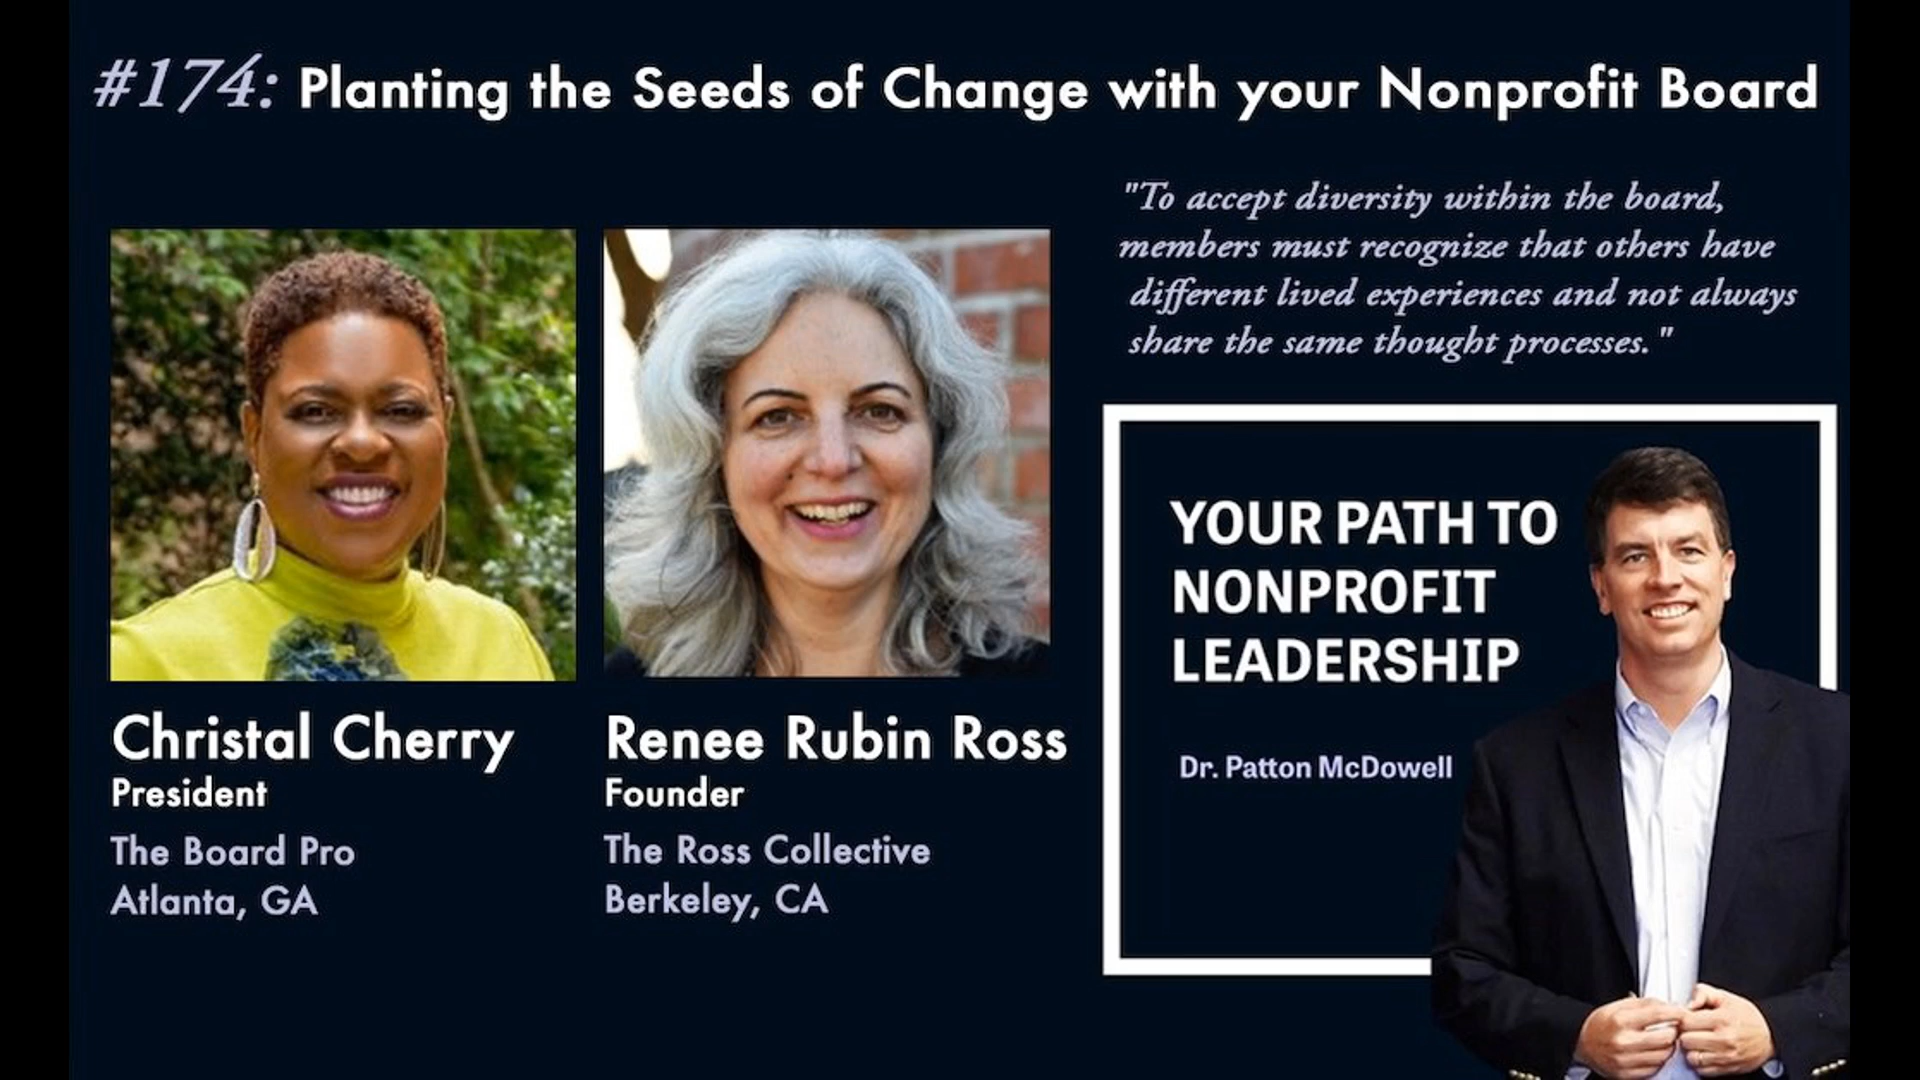 #174: Planting the Seeds of Change with your Nonprofit Board
"To accept diversity within the board,
members must recognize that others have
different lived experiences and not always
share the same thought processes."
Christal Cherry
President
The Board Pro
Atlanta, GA
Renee Rubin Ross
Founder
The Ross Collective
Berkeley, CA
YOUR PATH TO
NONPROFIT
LEADERSHIP
Dr. Patton McDowell